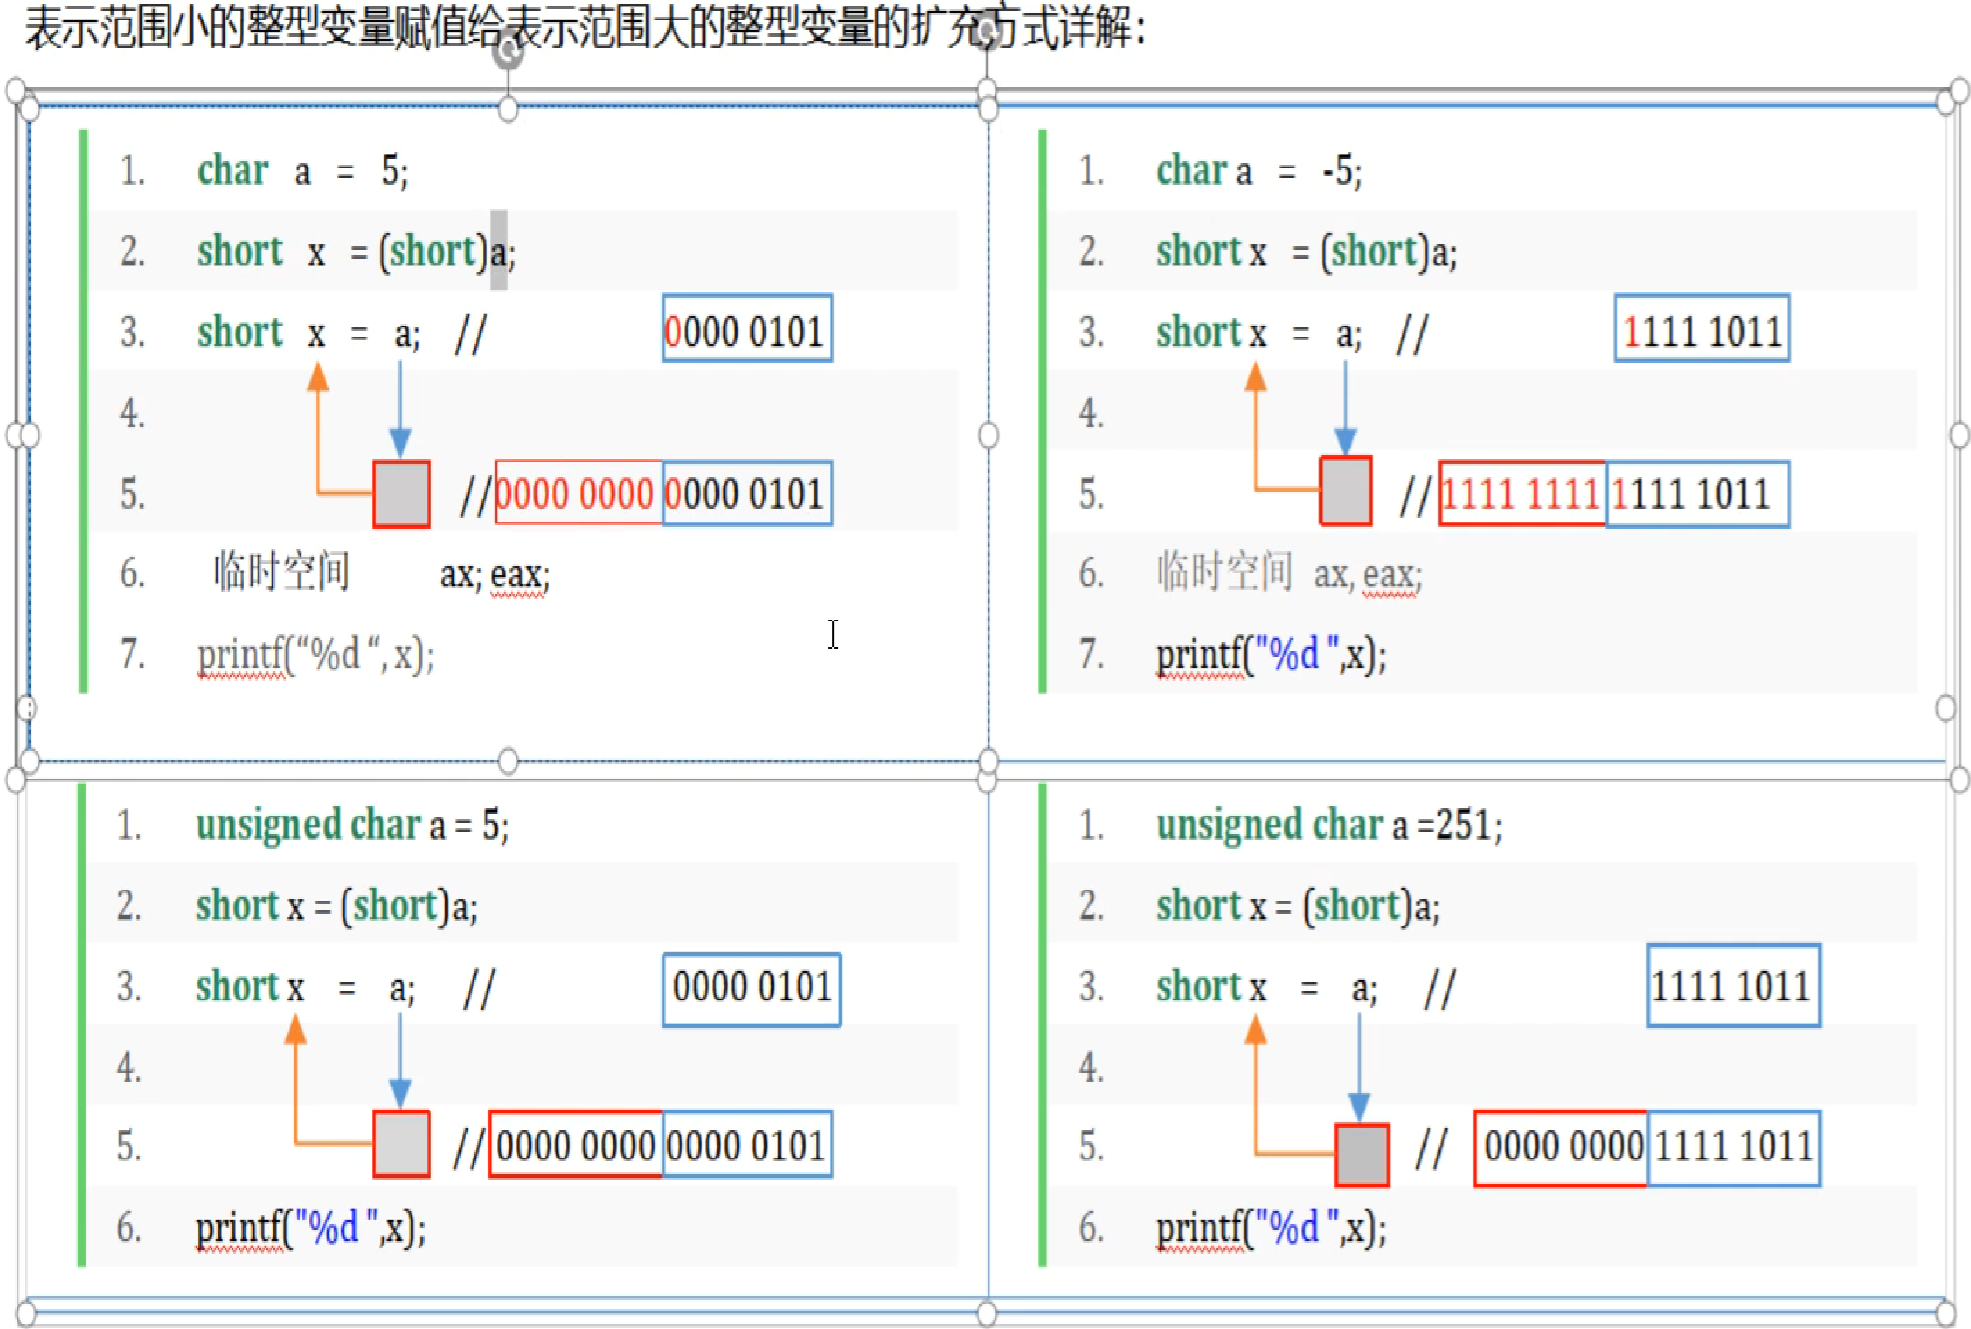 表示范围小的整型变量赋值给表示范围大的整型变量的扩充方式详解：
1. char a = 5;
2. short x = (short)a;
3. short x = a; // 0000 0101
4.
5. //0000 0000 0000 0101
6. 临时空间 ax; eax;
7. printf(“%d “, x);
1. char a = -5;
2. short x = (short)a;
3. short x = a; // 1111 1011
4.
5. //1111 1111 1111 1011
6. 临时空间 ax, eax;
7. printf("%d ",x);
1. unsigned char a = 5;
2. short x = (short)a;
3. short x = a; // 0000 0101
4.
5. //0000 0000 0000 0101
6. printf("%d ",x);
1. unsigned char a =251;
2. short x = (short)a;
3. short x = a; // 1111 1011
4.
5. // 0000 0000 1111 1011
6. printf("%d ",x);